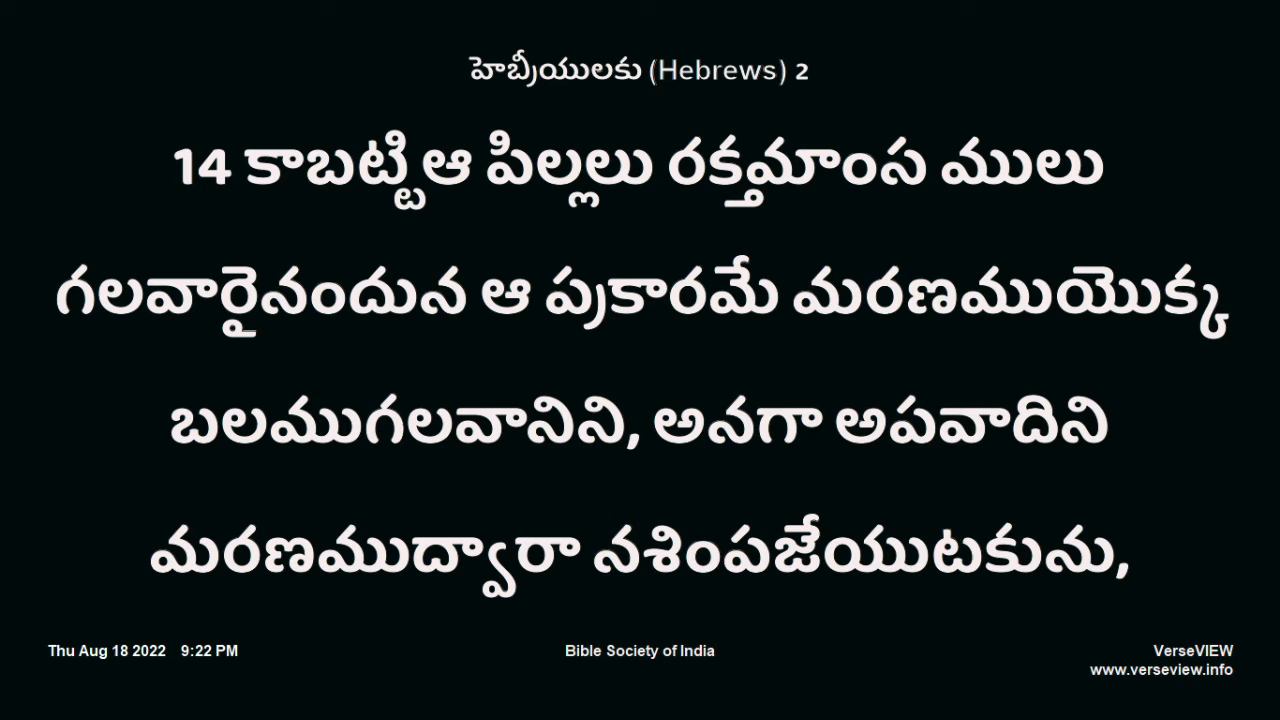 హెబ్రీయులకు (Hebrews) 2
14 కాబట్టి ఆ పిల్లలు రక్తమాంస ములు
గలవారైనందున ఆ ప్రకారమే మరణముయొక్క
బలముగలవానిని, అనగా అపవాదిని
మరణముద్వారా నశింపజేయుటకును,
Thu Aug 18 2022 9:22 PM
Bible Society of India
VerseVIEW
www.verseview.info